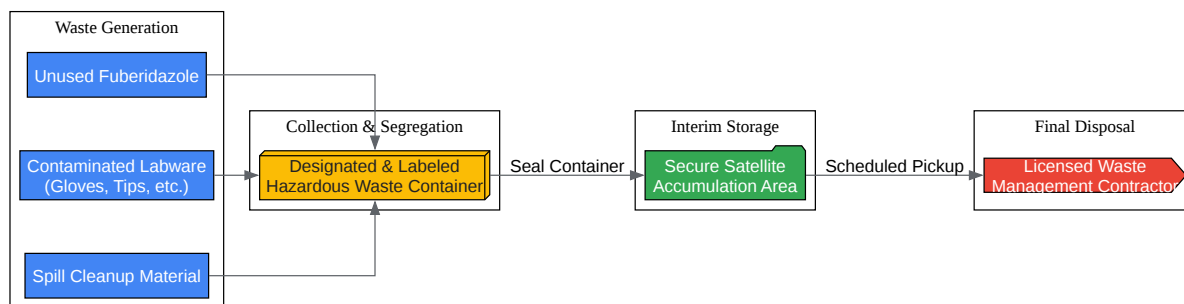 Waste Generation
Unused Fuberidazole
Contaminated Labware
(Gloves, Tips, etc.)
Spill Cleanup Material
Collection & Segregation
Designated & Labeled
Hazardous Waste Container
Seal Container
Interim Storage
Secure Satellite
Accumulation Area
Scheduled Pickup
Final Disposal
Licensed Waste
Management Contractor